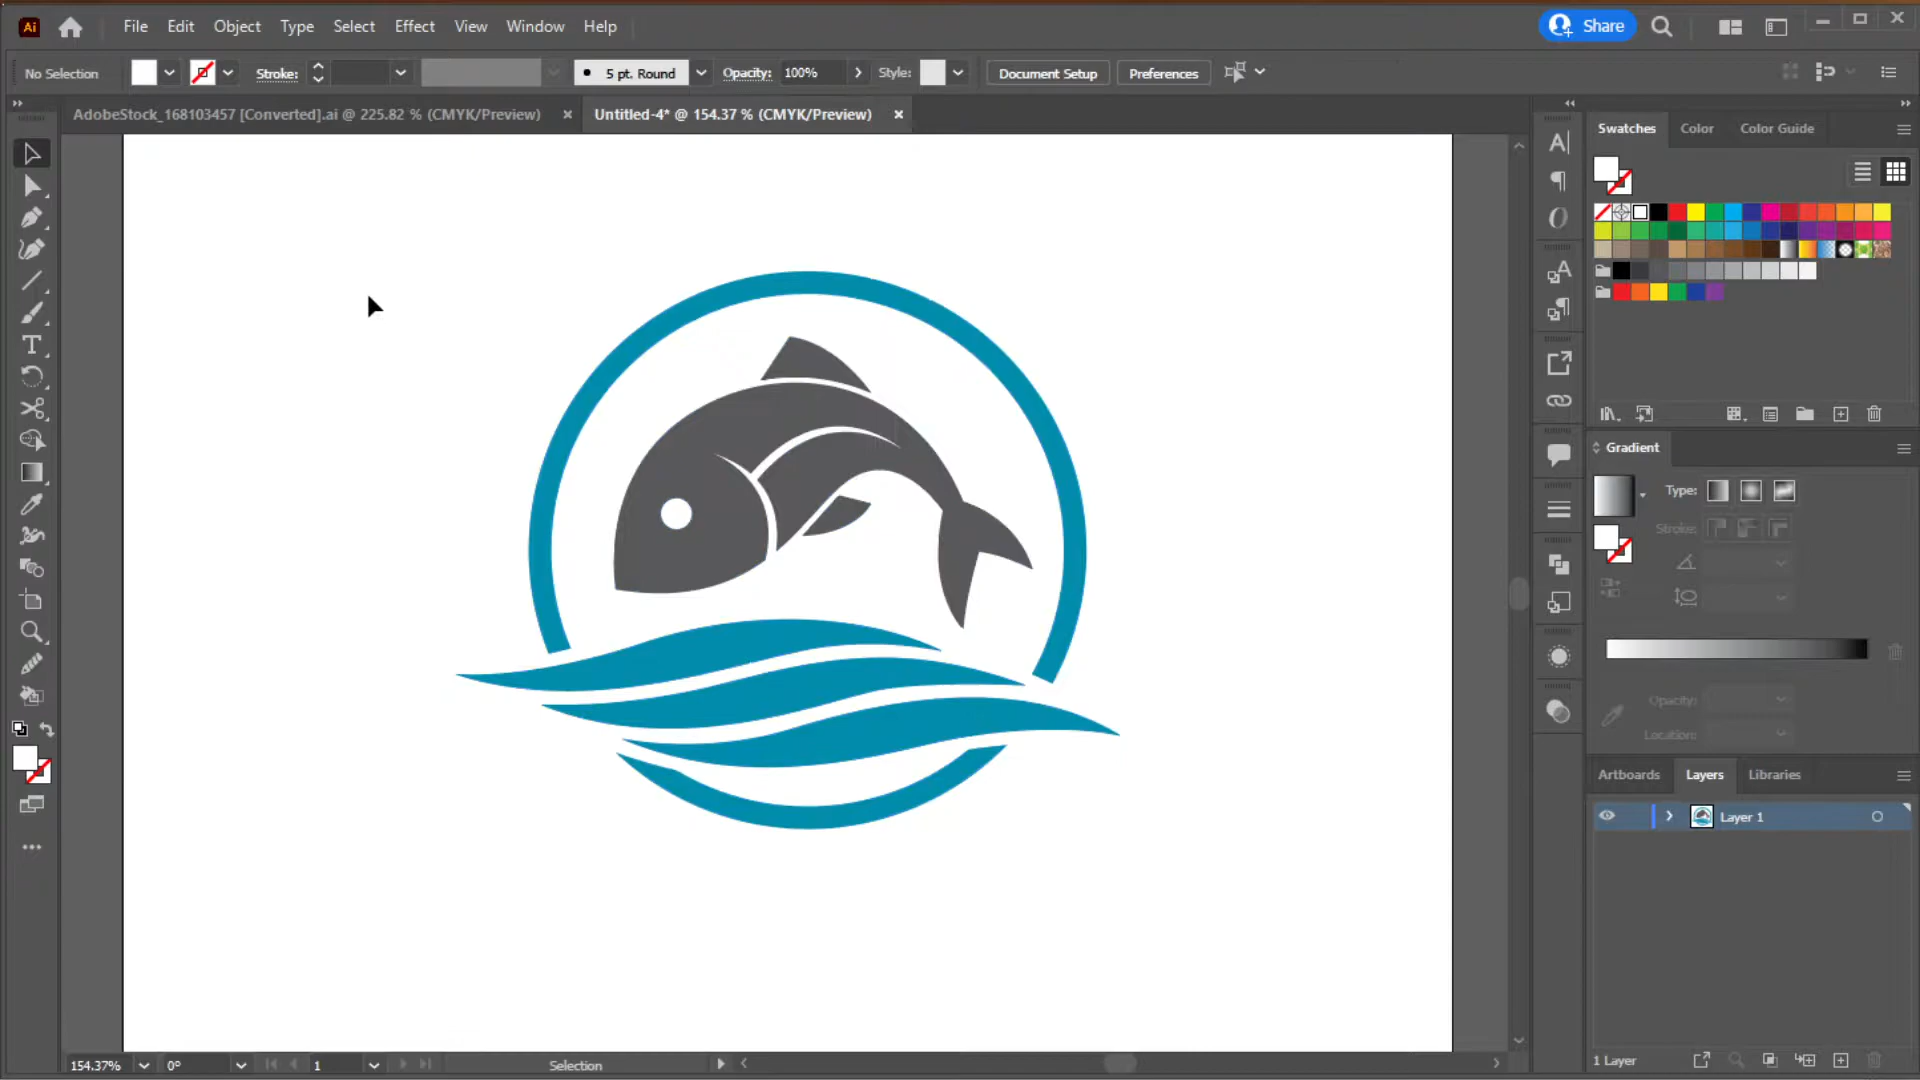 Ai File Edit Object Type Select Effect View Window Help Share
No Selection Stroke: 5 pt. Round Opacity: 100% Style: Document Setup Preferences
AdobeStock_168103457 [Converted].ai @ 225.82 % (CMYK/Preview) Untitled-4* @ 154.37 % (CMYK/Preview)
Swatches Color Color Guide
Gradient
Type:
Stroke:
Opacity:
Location:
Artboards Layers Libraries
Layer 1
1 Layer
154.37% 0° 1 Selection